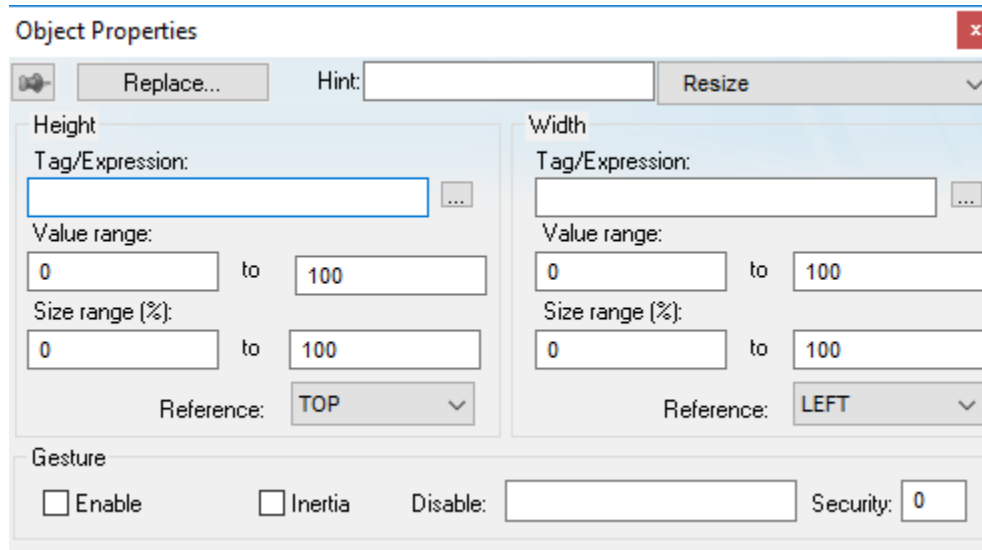 Object Properties x
Replace... Hint: Resize
Height Width
Tag/Expression: Tag/Expression:
... ...
Value range: Value range:
0 to 100 0 to 100
Size range (%): Size range (%):
0 to 100 0 to 100
Reference: TOP Reference: LEFT
Gesture
Enable Inertia Disable: Security: 0